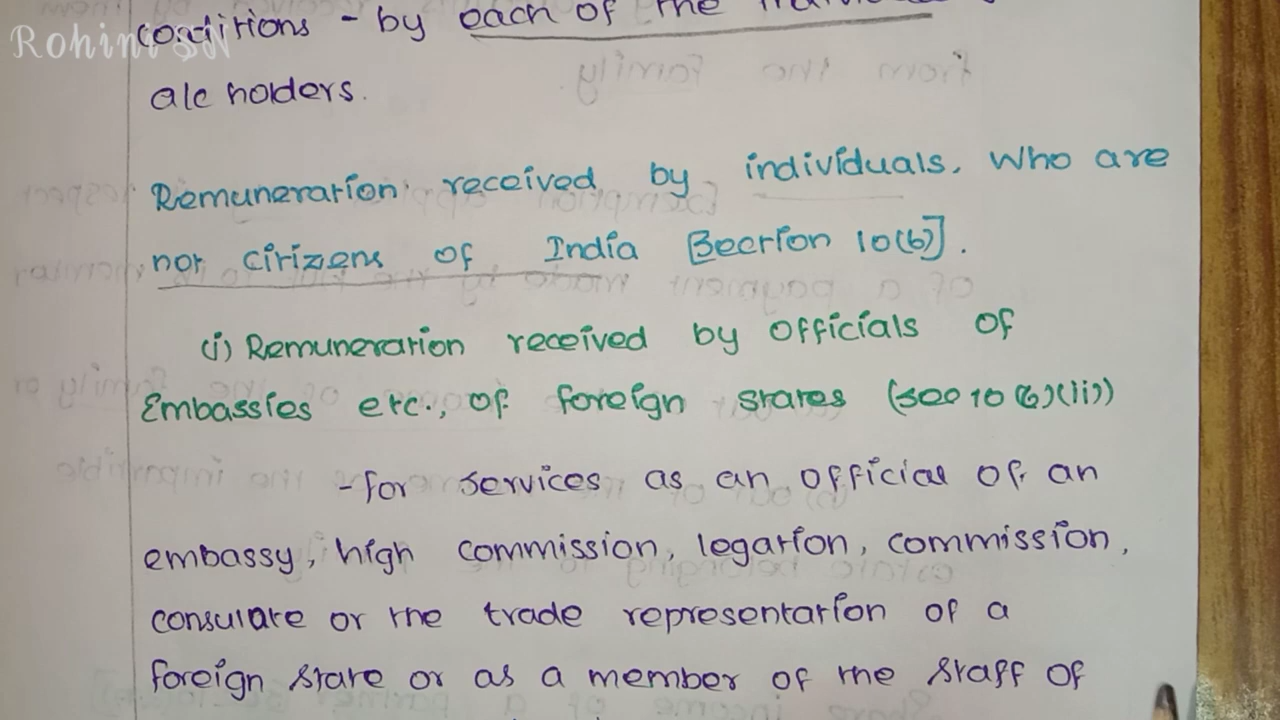 Rohini SN
conditions - by each of the
a/c holders.
Remuneration received by individuals, who are
not citizens of India [Section 10(6)].
(i) Remuneration received by officials of
Embassies etc., of foreign states (sec 10 (6)(ii))
- for services as an official of an
embassy, high commission, legation, commission,
consulate or the trade representation of a
foreign state or as a member of the staff of